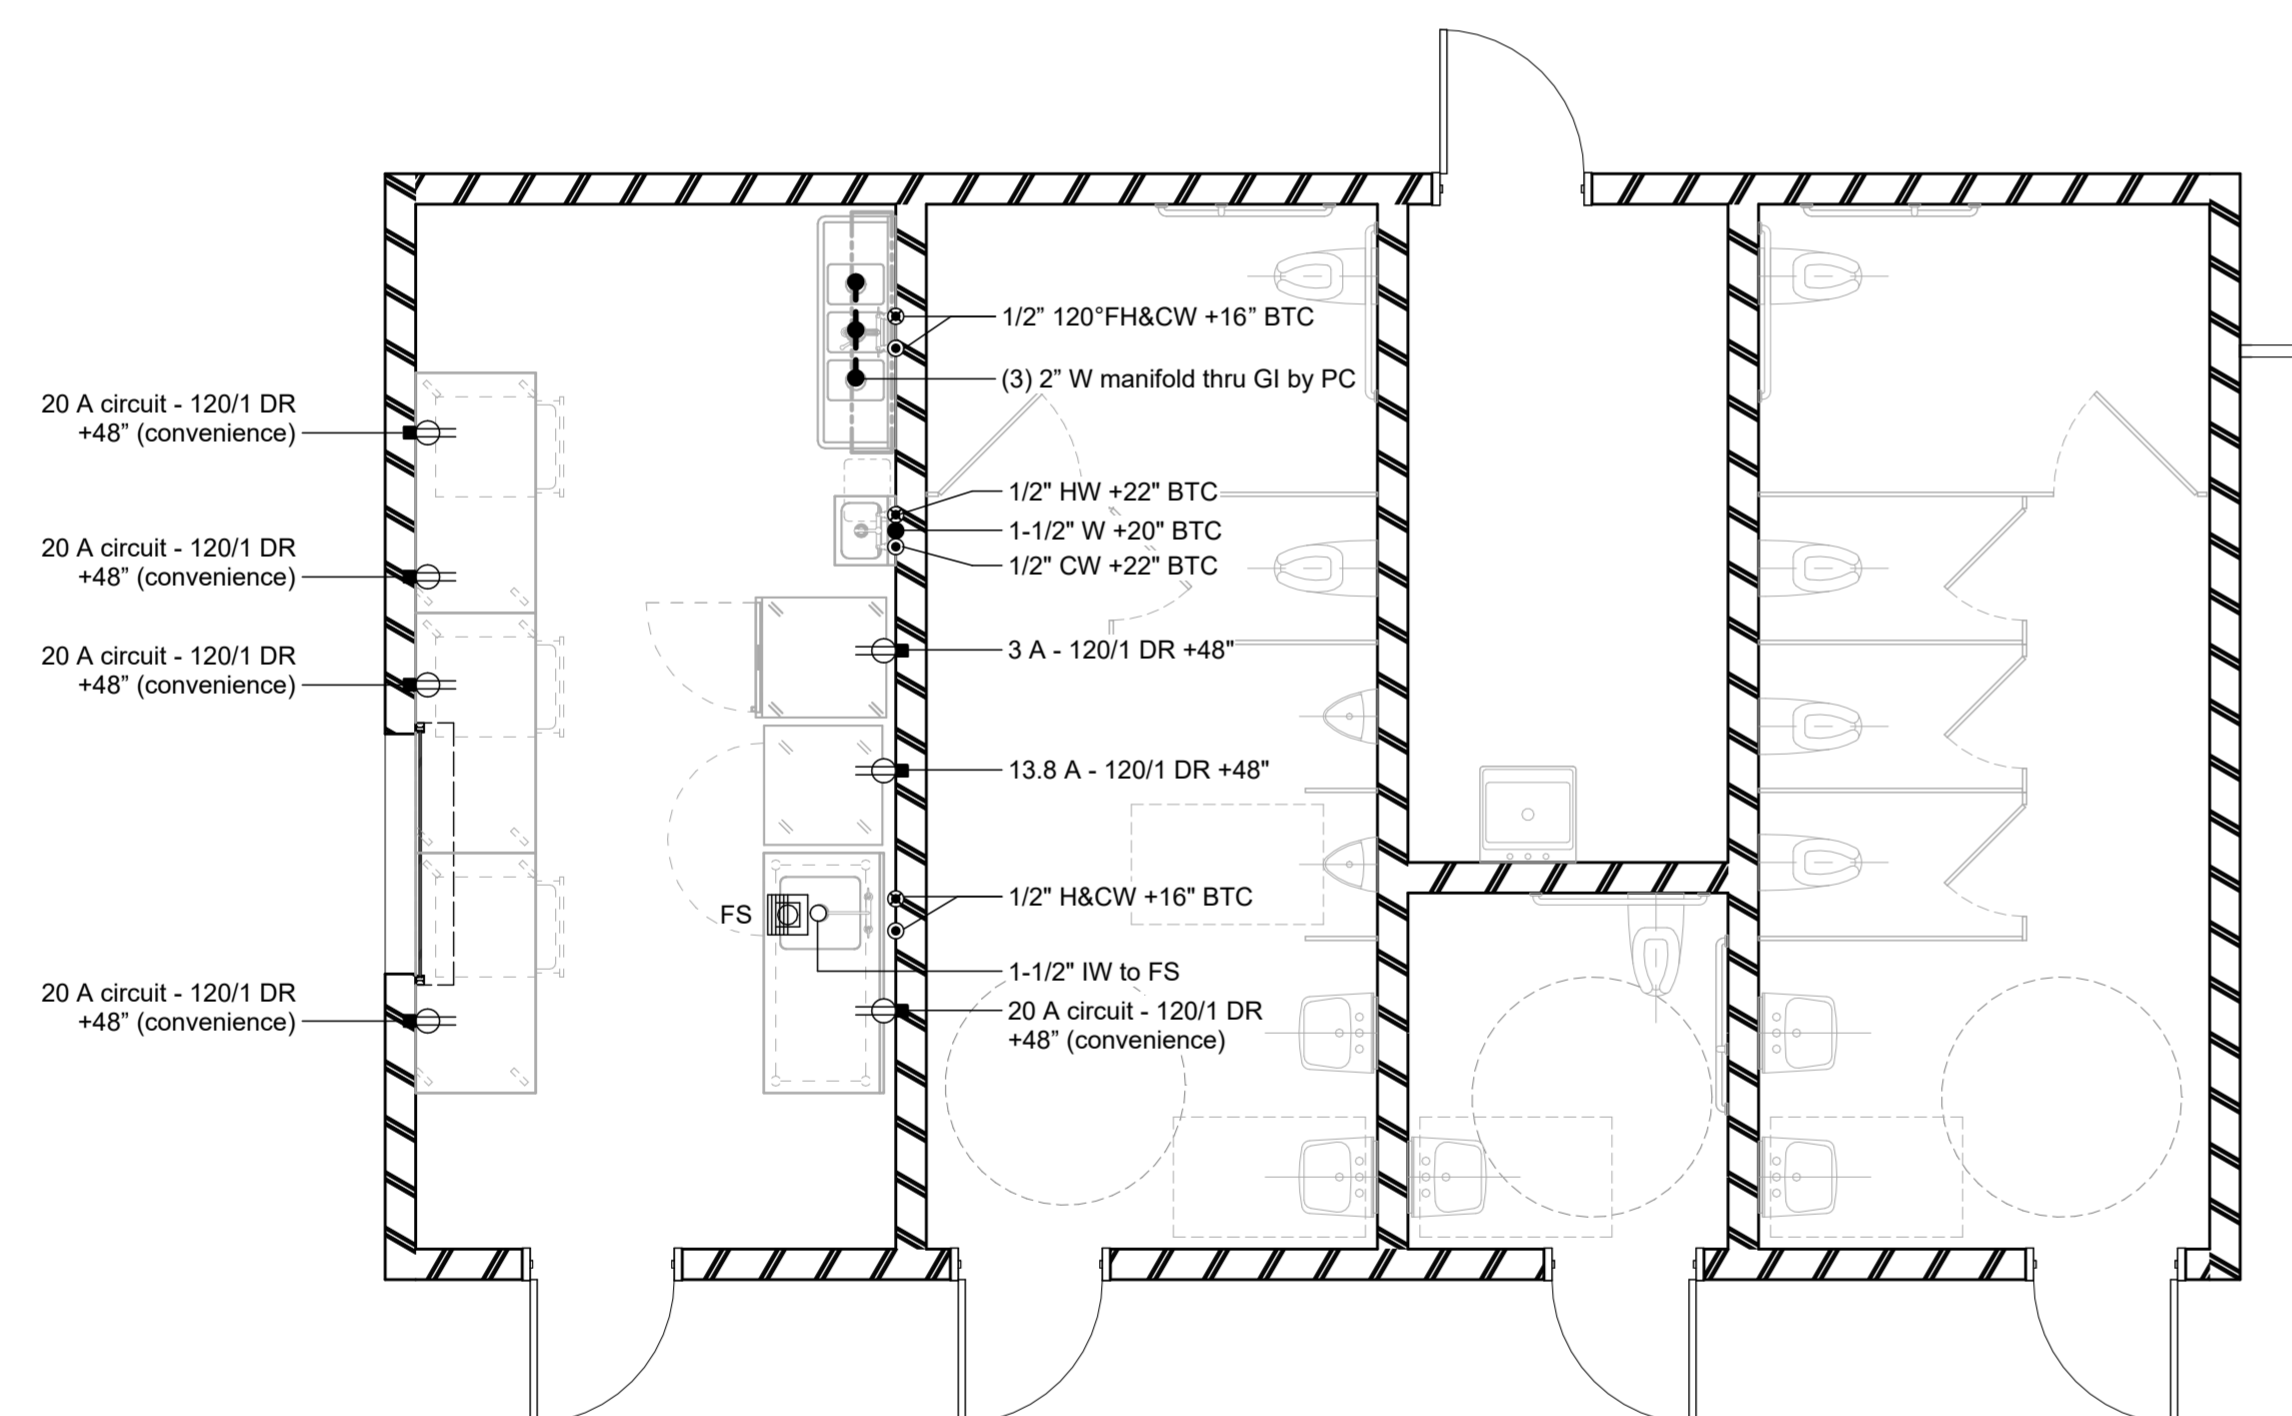 20 A circuit - 120/1 DR
+48” (convenience)
20 A circuit - 120/1 DR
+48” (convenience)
20 A circuit - 120/1 DR
+48” (convenience)
20 A circuit - 120/1 DR
+48” (convenience)
1/2” 120°FH&CW +16” BTC
(3) 2” W manifold thru GI by PC
1/2" HW +22" BTC
1-1/2" W +20" BTC
1/2" CW +22" BTC
3 A - 120/1 DR +48"
13.8 A - 120/1 DR +48"
FS
1/2" H&CW +16" BTC
1-1/2" IW to FS
20 A circuit - 120/1 DR
+48” (convenience)